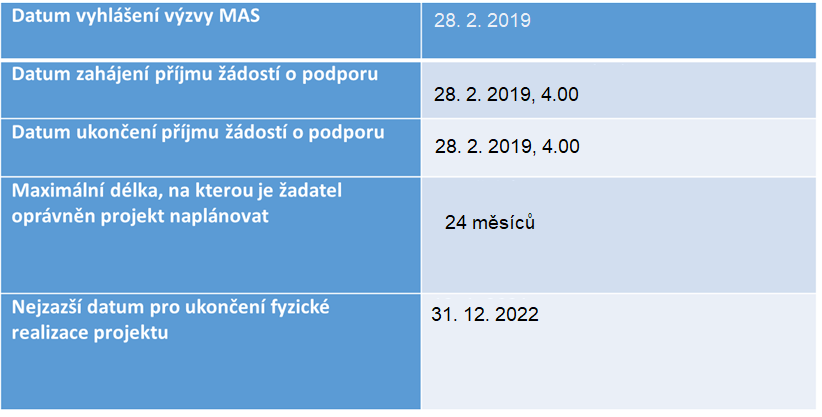 Datum vyhlášení výzvy MAS
28. 2. 2019
Datum zahájení příjmu žádostí o podporu
28. 2. 2019, 4.00
Datum ukončení příjmu žádostí o podporu
28. 2. 2019, 4.00
Maximální délka, na kterou je žadatel
oprávněn projekt naplánovat
24 měsíců
Nejzazší datum pro ukončení fyzické
realizace projektu
31. 12. 2022